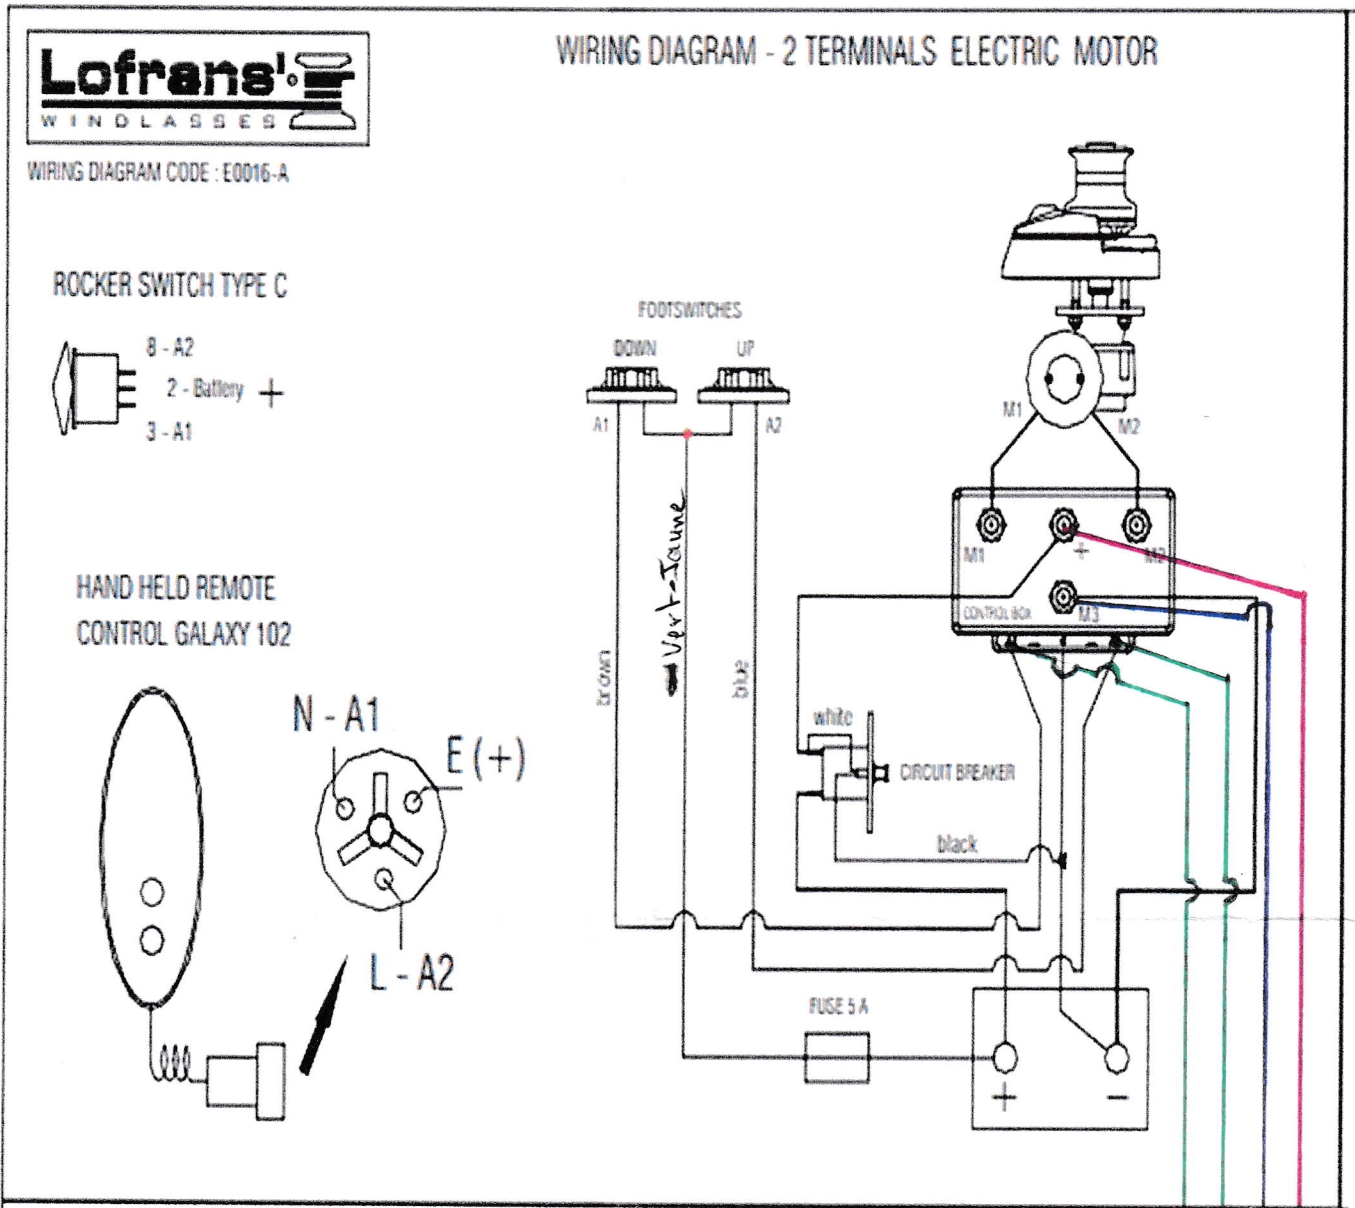 Lofrans'
WINDLASSES
WIRING DIAGRAM - 2 TERMINALS ELECTRIC MOTOR
WIRING DIAGRAM CODE : E0016-A
ROCKER SWITCH TYPE C
8 - A2
2 - Battery +
3 - A1
FOOTSWITCHES
DOWN
UP
A1
A2
M1
M2
M1
+
M2
M3
CONTROL BOX
HAND HELD REMOTE
CONTROL GALAXY 102
Vert-Jaune
brown
blue
N - A1
E (+)
L - A2
white
CIRCUIT BREAKER
black
FUSE 5 A
+
-